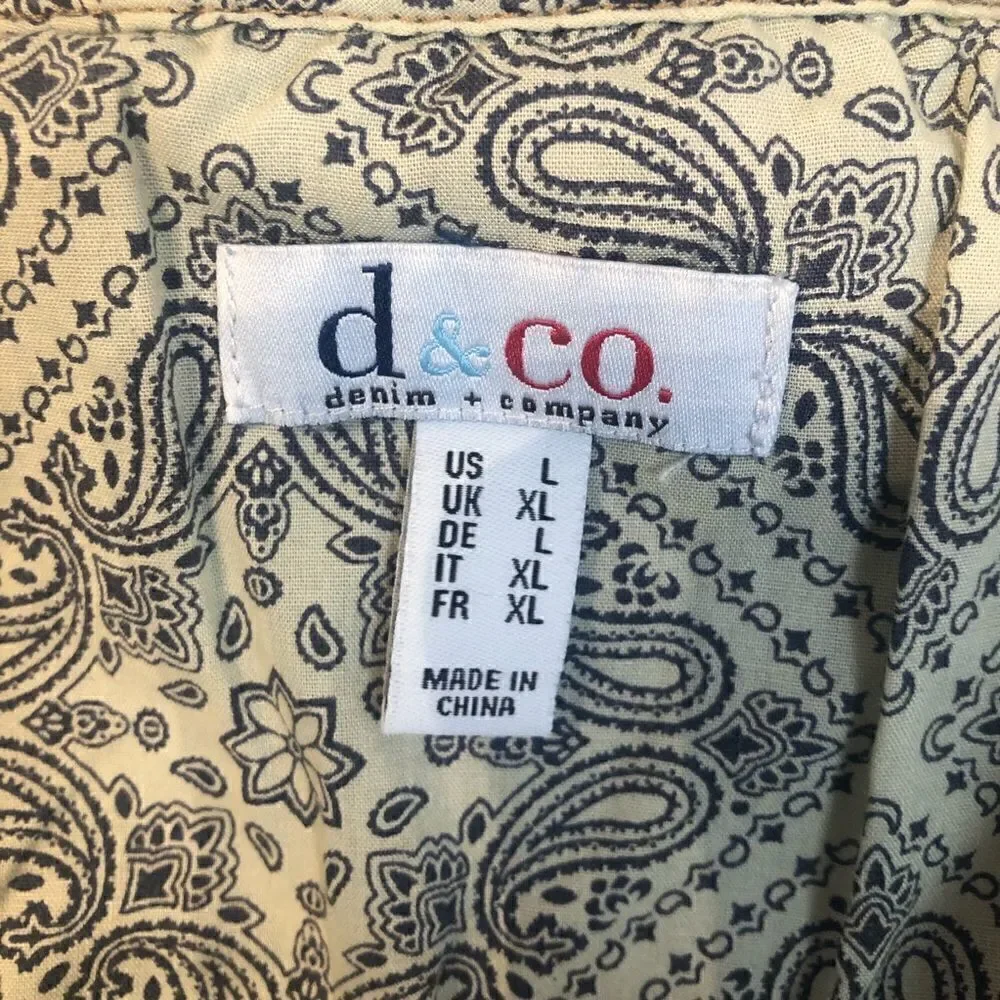 d & co.
denim + company
US L
UK XL
DE L
IT XL
FR XL
MADE IN
CHINA